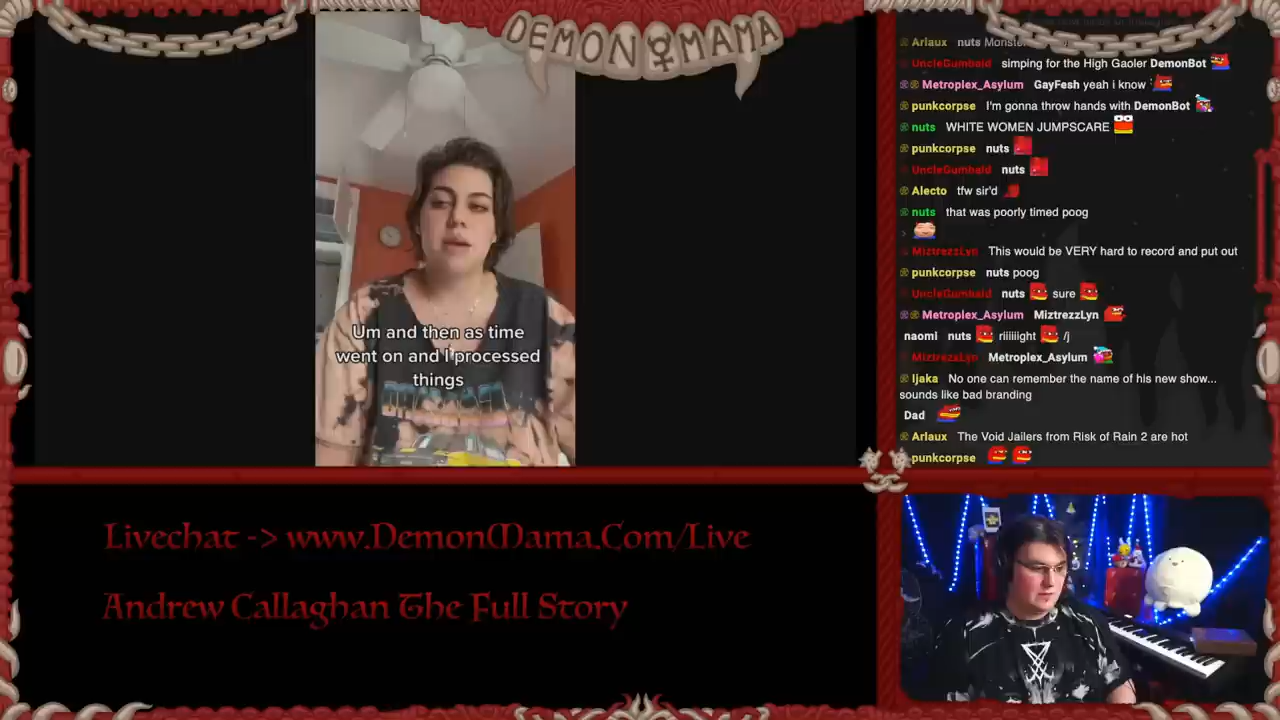 DEMON MAMA
Um and then as time
went on and I processed
things
Arlaux nuts
UncleGumbald simping for the High Gaoler DemonBot
Metroplex_Asylum GayFesh yeah i know
punkcorpse I'm gonna throw hands with DemonBot
nuts WHITE WOMEN JUMPSCARE
punkcorpse nuts
UncleGumbald nuts
Alecto tfw sir'd
nuts that was poorly timed poog
MiztrezzLyn This would be VERY hard to record and put out
punkcorpse nuts poog
UncleGumbald nuts sure
Metroplex_Asylum MiztrezzLyn
naomi nuts riiiiiight /j
MiztrezzLyn Metroplex_Asylum
Ijaka No one can remember the name of his new show...
sounds like bad branding
Dad
Arlaux The Void Jailers from Risk of Rain 2 are hot
punkcorpse
Livechat -> www.DemonMama.Com/Live
Andrew Callaghan The Full Story